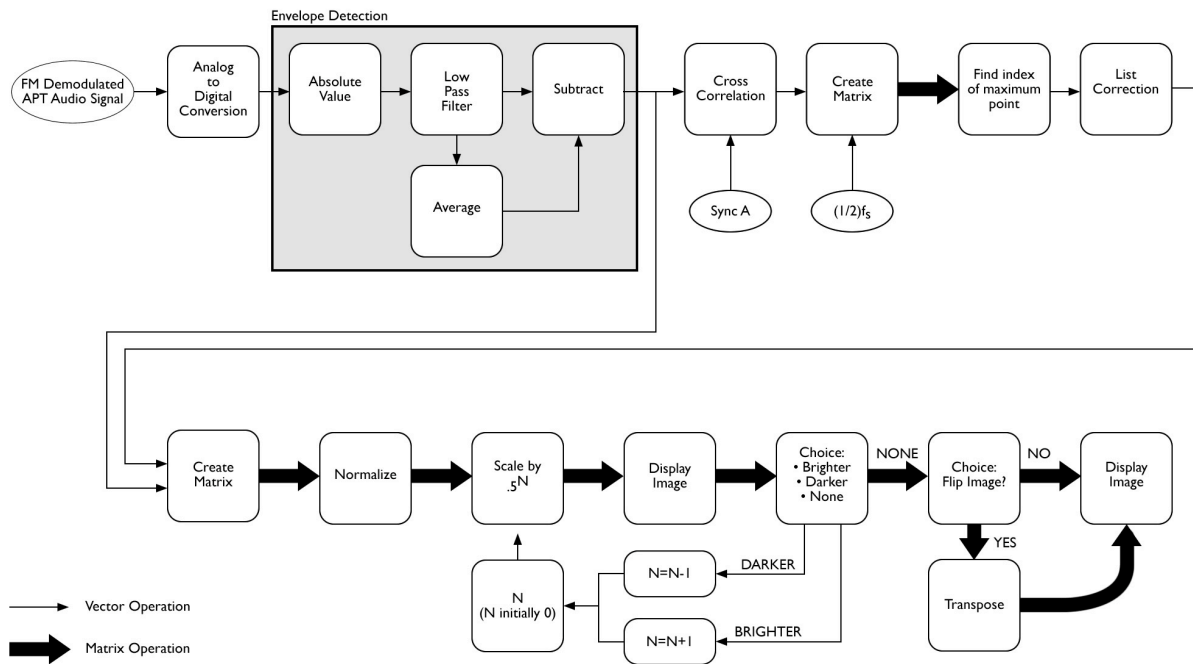 Envelope Detection
FM Demodulated
APT Audio Signal
Analog
to
Digital
Conversion
Absolute
Value
Low
Pass
Filter
Subtract
Average
Cross
Correlation
Sync A
Create
Matrix
(1/2)fs
Find index
of maximum
point
List
Correction
Create
Matrix
Normalize
Scale by
.5^N
Display
Image
Choice:
• Brighter
• Darker
• None
NONE
Choice:
Flip Image?
NO
Display
Image
YES
Transpose
DARKER
N=N-1
BRIGHTER
N=N+1
N
(N initially 0)
Vector Operation
Matrix Operation